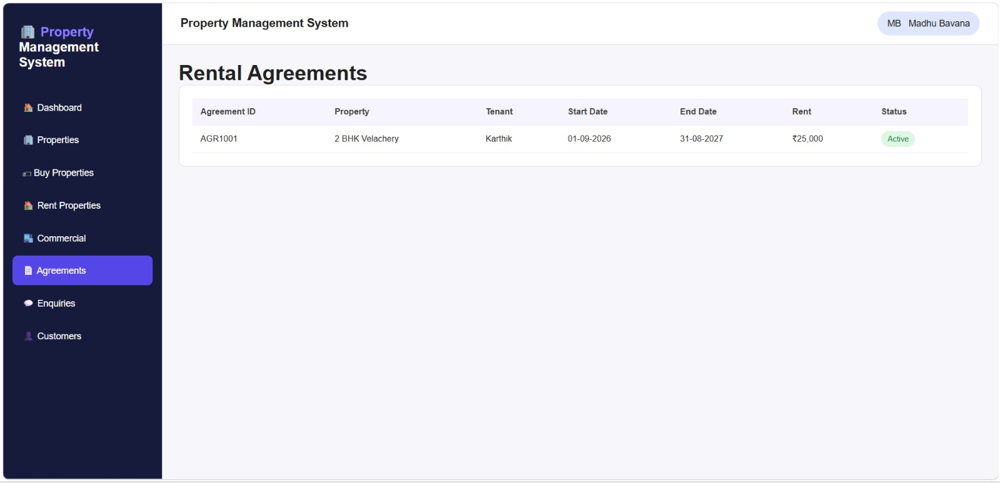 Property
Management
System
Dashboard
Properties
Buy Properties
Rent Properties
Commercial
Agreements
Enquiries
Customers
Property Management System
MB Madhu Bavana
Rental Agreements
Agreement ID Property Tenant Start Date End Date Rent Status
AGR1001 2 BHK Velachery Karthik 01-09-2026 31-08-2027 ₹25,000 Active